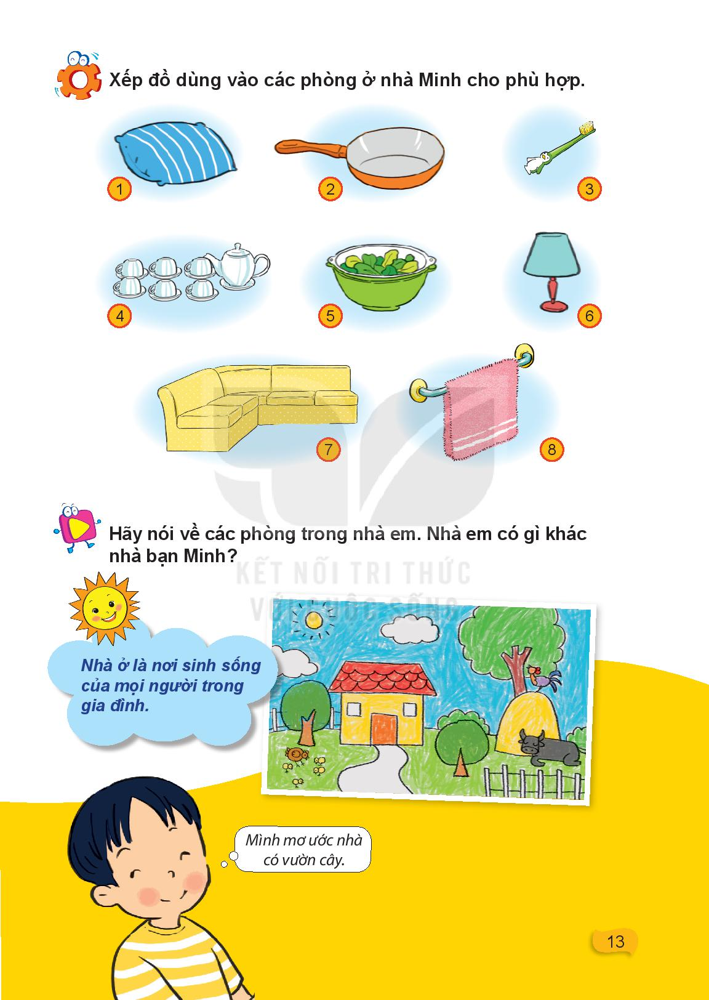 Xếp đồ dùng vào các phòng ở nhà Minh cho phù hợp.
1
2
3
4
5
6
7
8
Hãy nói về các phòng trong nhà em. Nhà em có gì khác
nhà bạn Minh?
KẾT NỐI TRI THỨC
VỚI CUỘC SỐNG
Nhà ở là nơi sinh sống
của mọi người trong
gia đình.
Mình mơ ước nhà
có vườn cây.
13